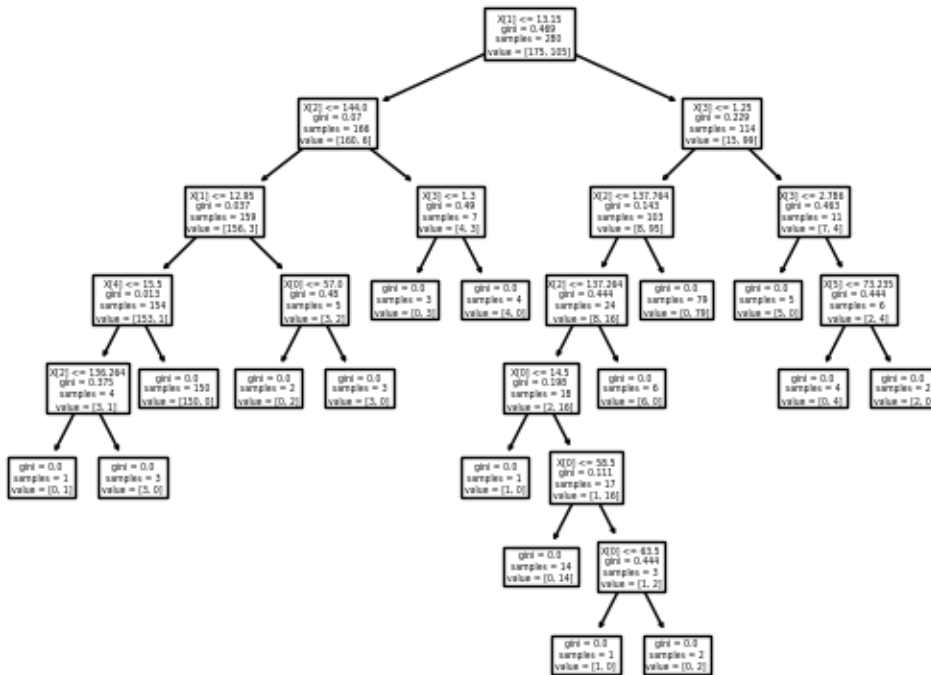 X[1] <= 13.15
gini = 0.469
samples = 280
value = [175, 105]
X[2] <= 144.0
gini = 0.07
samples = 166
value = [160, 6]
X[3] <= 1.25
gini = 0.229
samples = 114
value = [15, 99]
X[1] <= 12.95
gini = 0.037
samples = 159
value = [156, 3]
X[3] <= 1.3
gini = 0.49
samples = 7
value = [4, 3]
X[2] <= 137.764
gini = 0.143
samples = 103
value = [8, 95]
X[3] <= 2.786
gini = 0.463
samples = 11
value = [7, 4]
X[4] <= 15.5
gini = 0.013
samples = 154
value = [153, 1]
X[0] <= 57.0
gini = 0.48
samples = 5
value = [3, 2]
gini = 0.0
samples = 3
value = [0, 3]
gini = 0.0
samples = 4
value = [4, 0]
X[2] <= 137.264
gini = 0.444
samples = 24
value = [8, 16]
gini = 0.0
samples = 79
value = [0, 79]
gini = 0.0
samples = 5
value = [5, 0]
X[5] <= 73.235
gini = 0.444
samples = 6
value = [2, 4]
X[2] <= 136.264
gini = 0.375
samples = 4
value = [3, 1]
gini = 0.0
samples = 150
value = [150, 0]
gini = 0.0
samples = 2
value = [0, 2]
gini = 0.0
samples = 3
value = [3, 0]
X[0] <= 14.5
gini = 0.198
samples = 18
value = [2, 16]
gini = 0.0
samples = 6
value = [6, 0]
gini = 0.0
samples = 4
value = [0, 4]
gini = 0.0
samples = 2
value = [2, 0
gini = 0.0
samples = 1
value = [0, 1]
gini = 0.0
samples = 3
value = [3, 0]
gini = 0.0
samples = 1
value = [1, 0]
X[0] <= 58.5
gini = 0.111
samples = 17
value = [1, 16]
gini = 0.0
samples = 14
value = [0, 14]
X[0] <= 63.5
gini = 0.444
samples = 3
value = [1, 2]
gini = 0.0
samples = 1
value = [1, 0]
gini = 0.0
samples = 2
value = [0, 2]